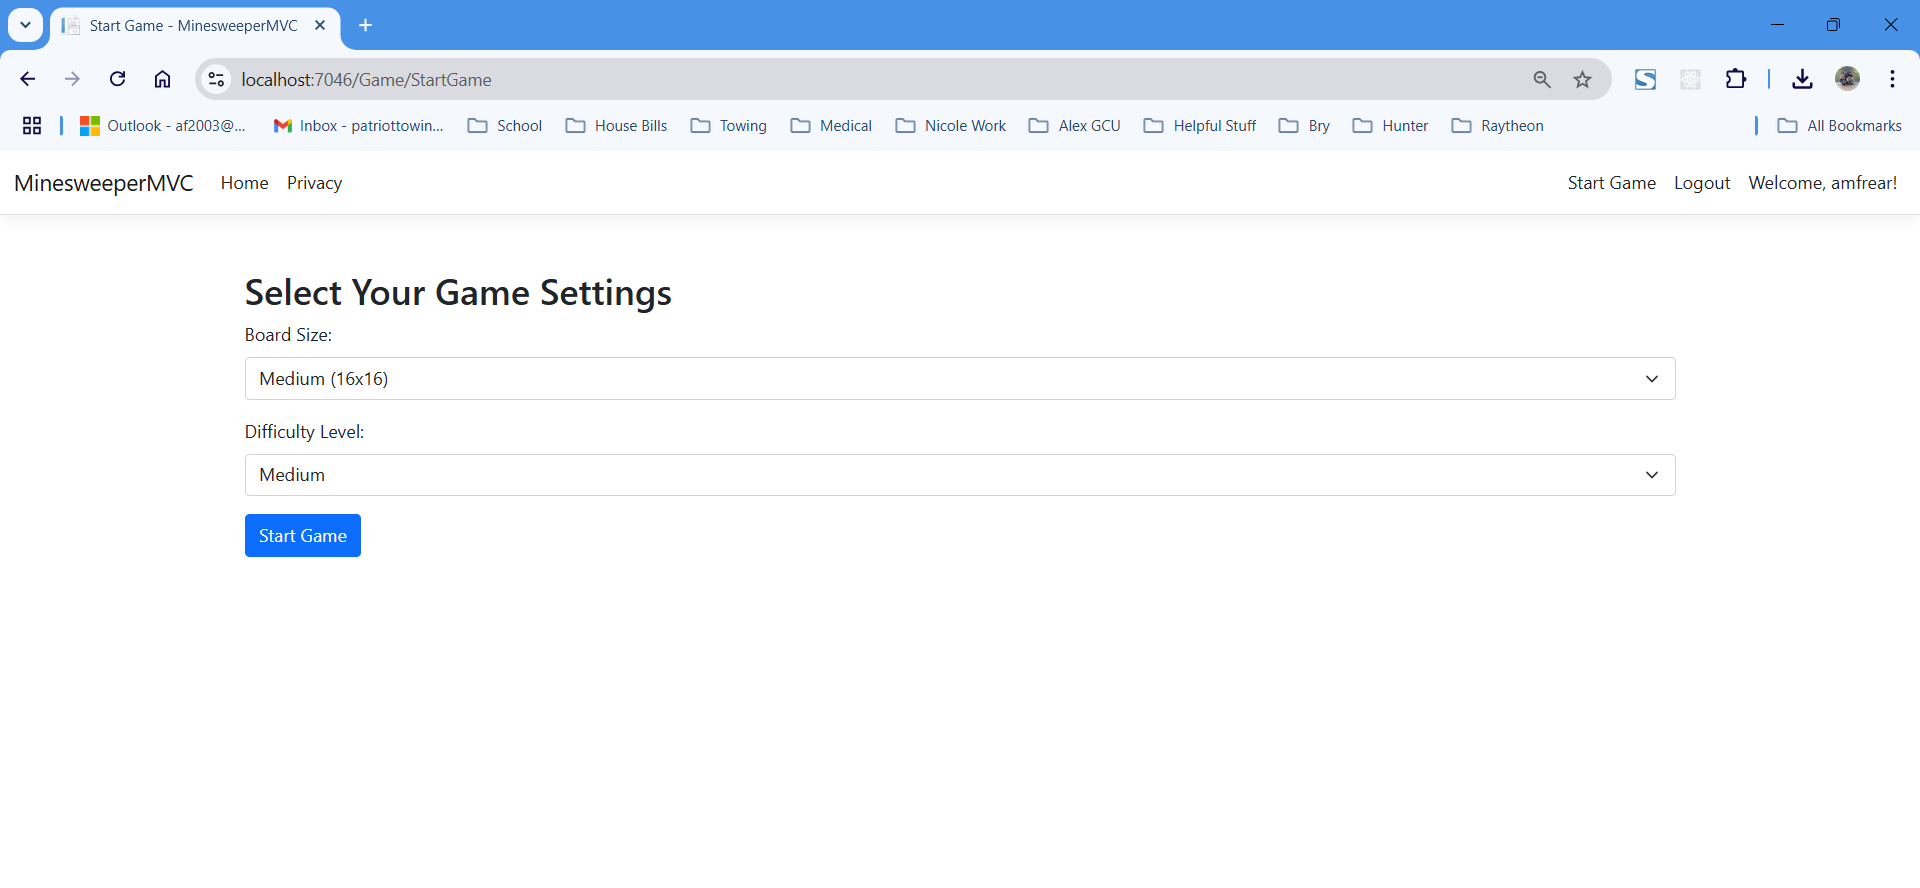 Start Game - MinesweeperMVC
localhost:7046/Game/StartGame
Outlook - af2003@... Inbox - patriottowin... School House Bills Towing Medical Nicole Work Alex GCU Helpful Stuff Bry Hunter Raytheon All Bookmarks
MinesweeperMVC Home Privacy Start Game Logout Welcome, amfrear!
Select Your Game Settings
Board Size:
Medium (16x16)
Difficulty Level:
Medium
Start Game